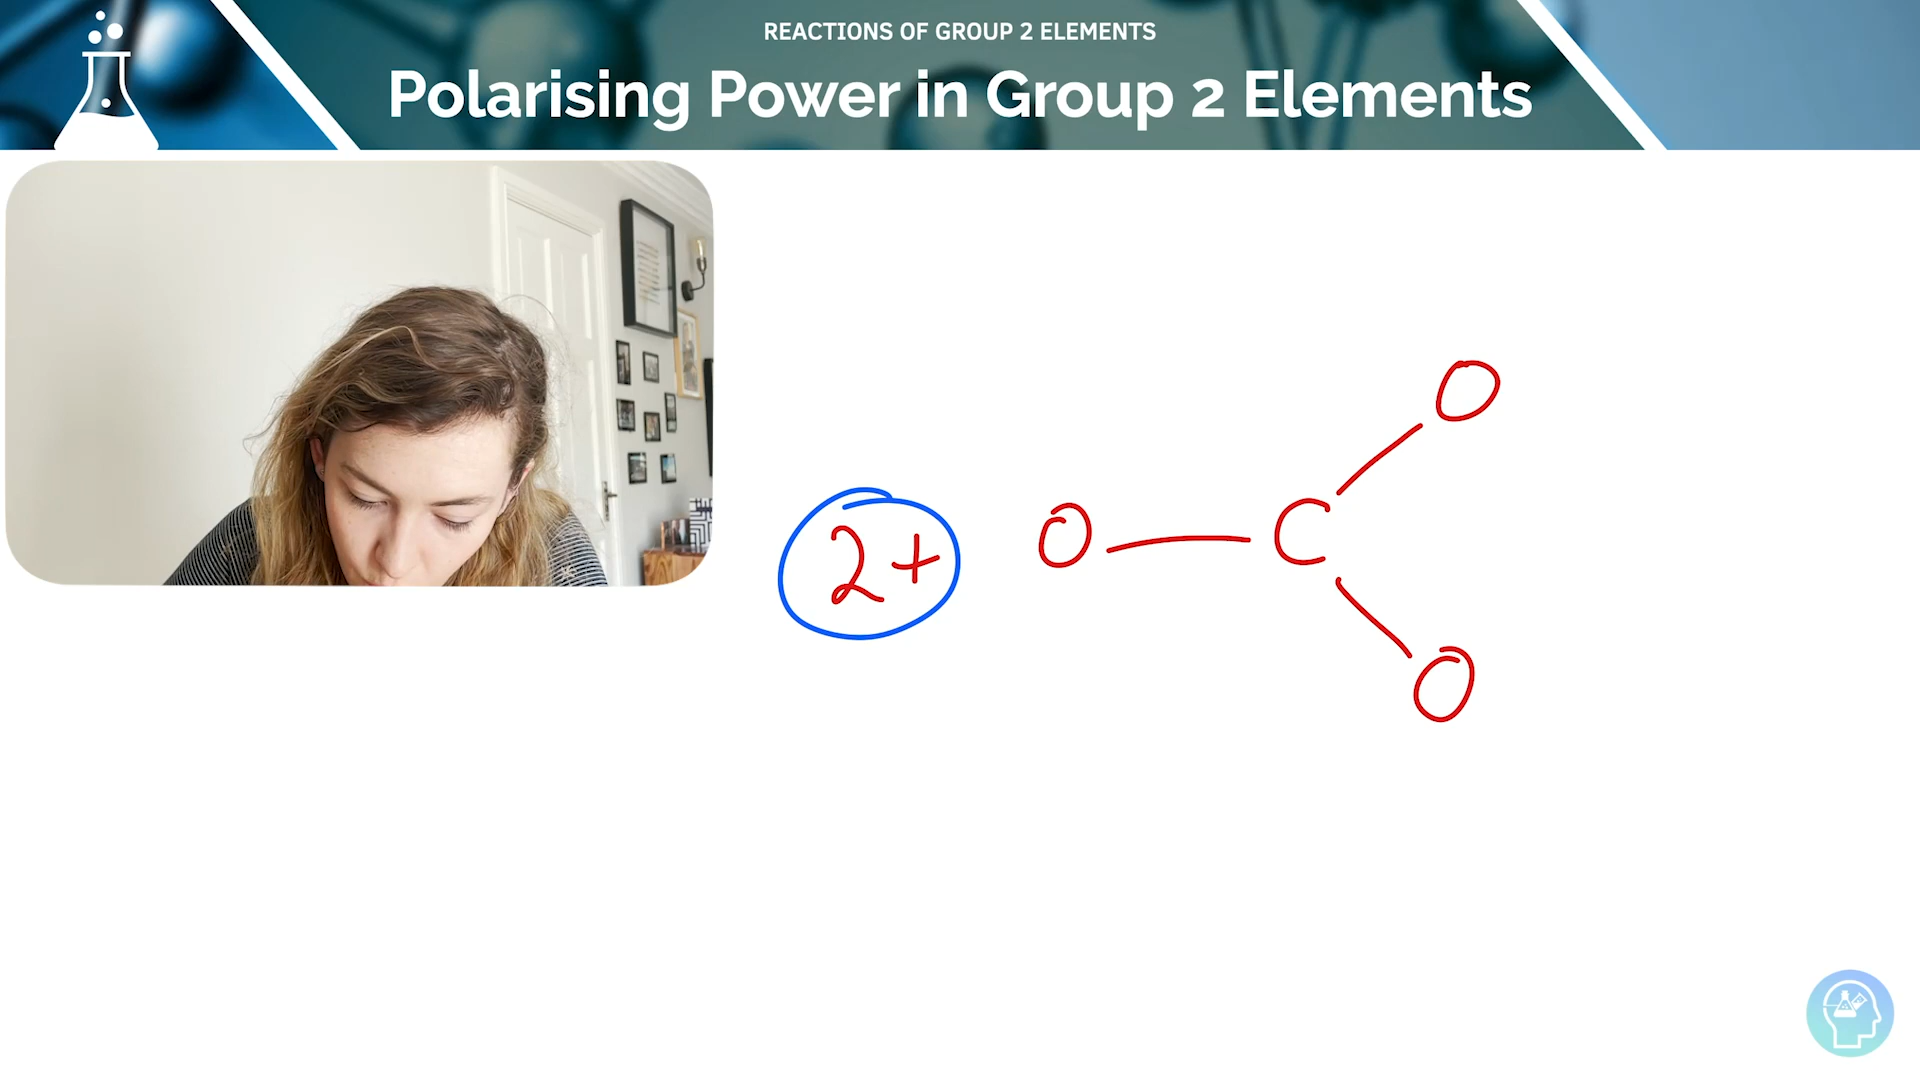 REACTIONS OF GROUP 2 ELEMENTS
Polarising Power in Group 2 Elements
O
2+ O C
O